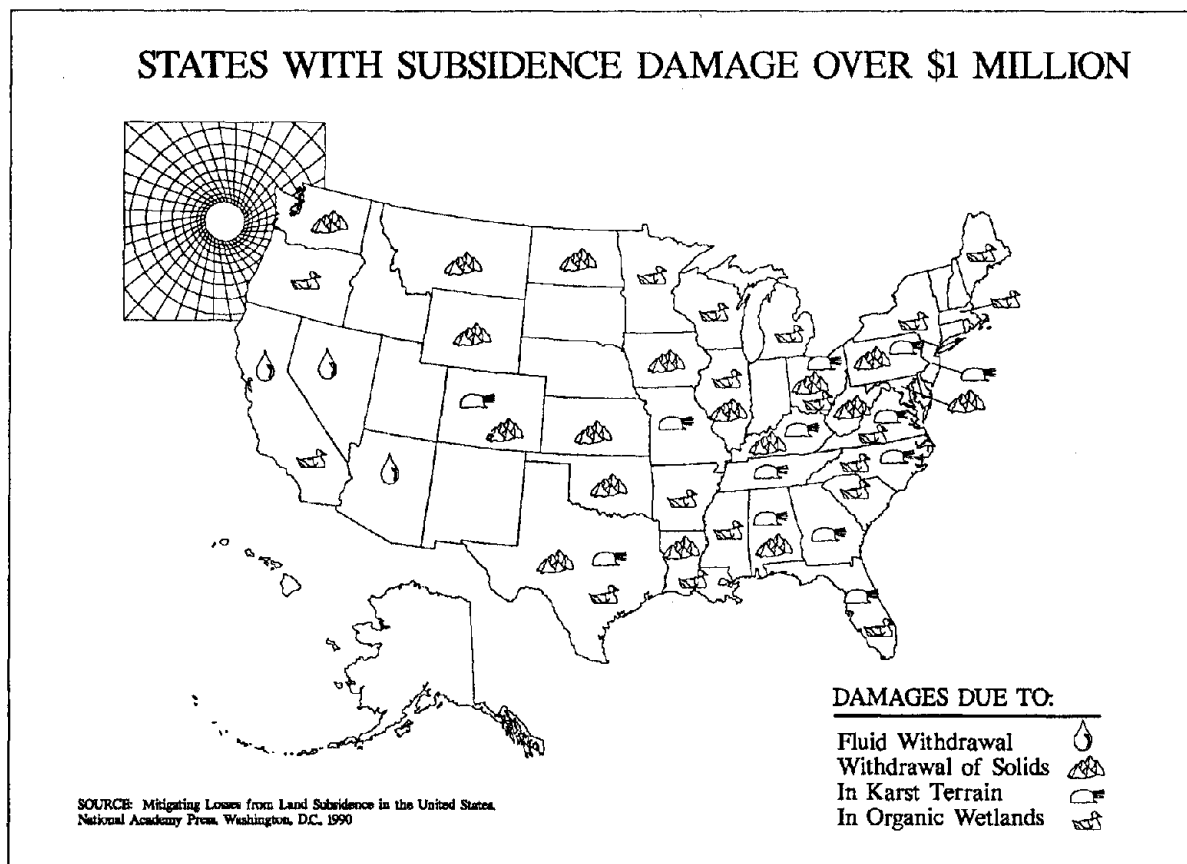 STATES WITH SUBSIDENCE DAMAGE OVER $1 MILLION
DAMAGES DUE TO:
Fluid Withdrawal
Withdrawal of Solids
In Karst Terrain
In Organic Wetlands
SOURCE: Mitigating Losses from Land Subsidence in the United States,
National Academy Press, Washington, D.C., 1990